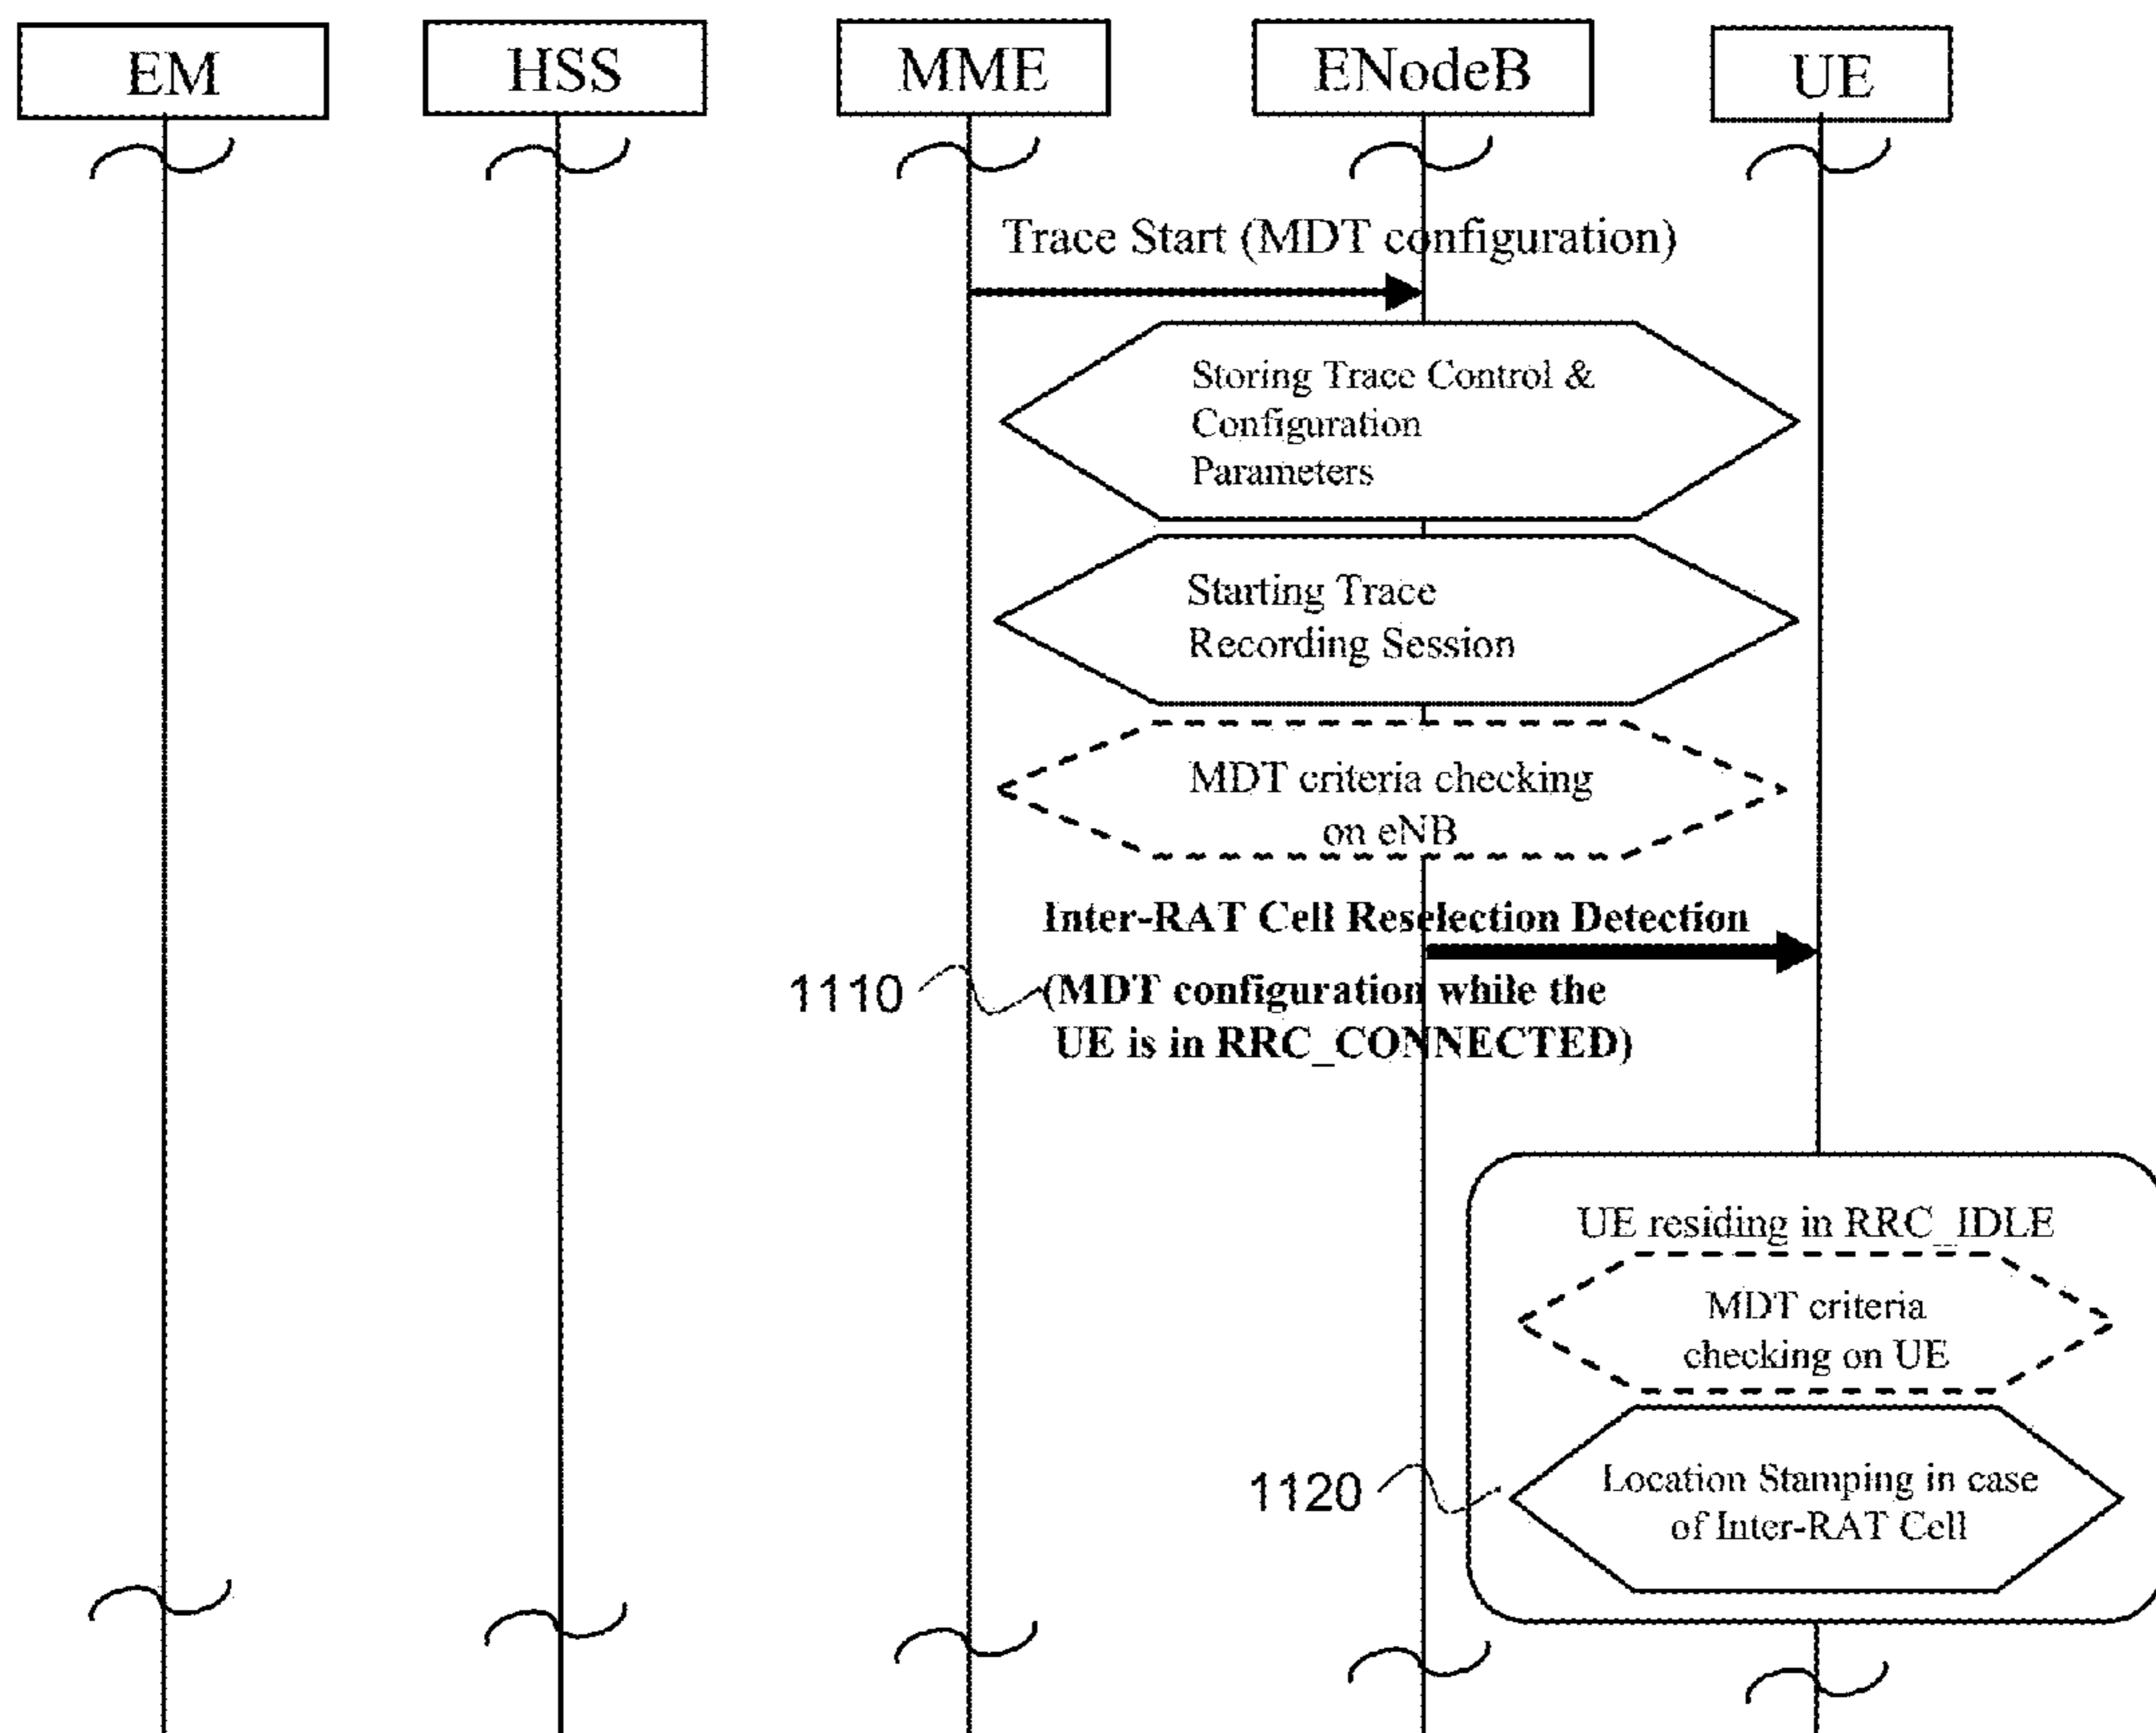 EM
HSS
MME
ENodeB
UE
Trace Start (MDT configuration)
Storing Trace Control &
Configuration
Parameters
Starting Trace
Recording Session
MDT criteria checking
on eNB
Inter-RAT Cell Reselection Detection
1110
(MDT configuration while the
UE is in RRC_CONNECTED)
UE residing in RRC_IDLE
MDT criteria
checking on UE
1120
Location Stamping in case
of Inter-RAT Cell